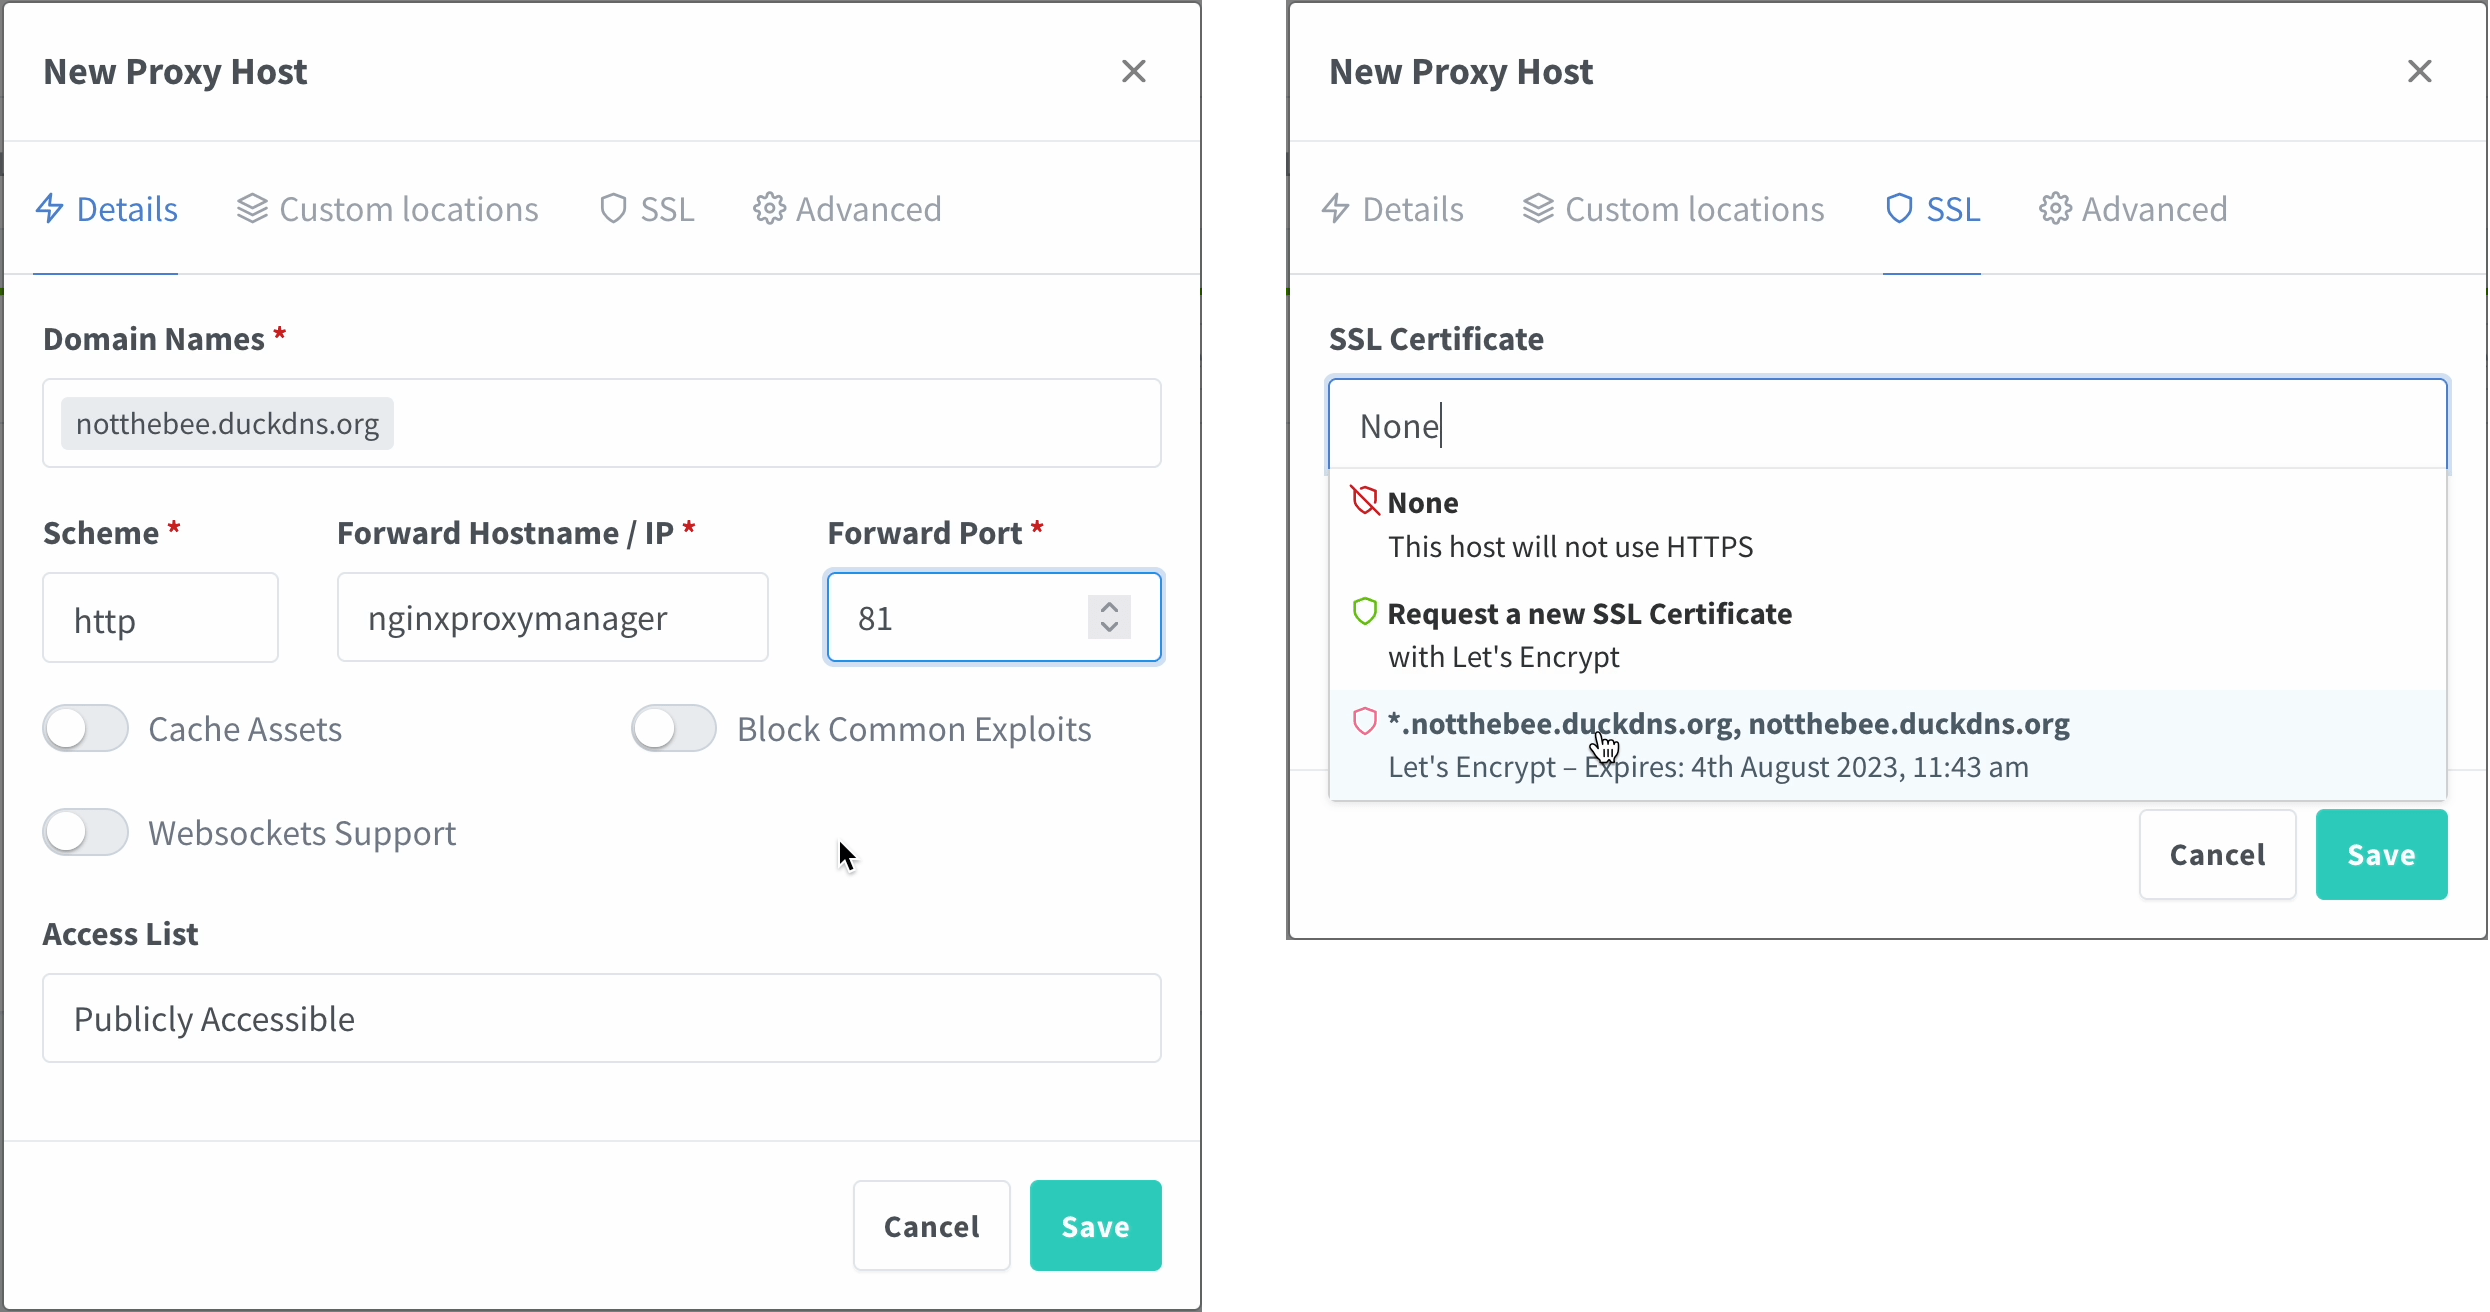 New Proxy Host
Details
Custom locations
SSL
Advanced
Domain Names *
notthebee.duckdns.org
Scheme *
Forward Hostname / IP *
Forward Port *
http
nginxproxymanager
81
Cache Assets
Block Common Exploits
Websockets Support
Access List
Publicly Accessible
Cancel
Save
New Proxy Host
Details
Custom locations
SSL
Advanced
SSL Certificate
None
None
This host will not use HTTPS
Request a new SSL Certificate
with Let's Encrypt
*.notthebee.duckdns.org, notthebee.duckdns.org
Let's Encrypt – Expires: 4th August 2023, 11:43 am
Cancel
Save